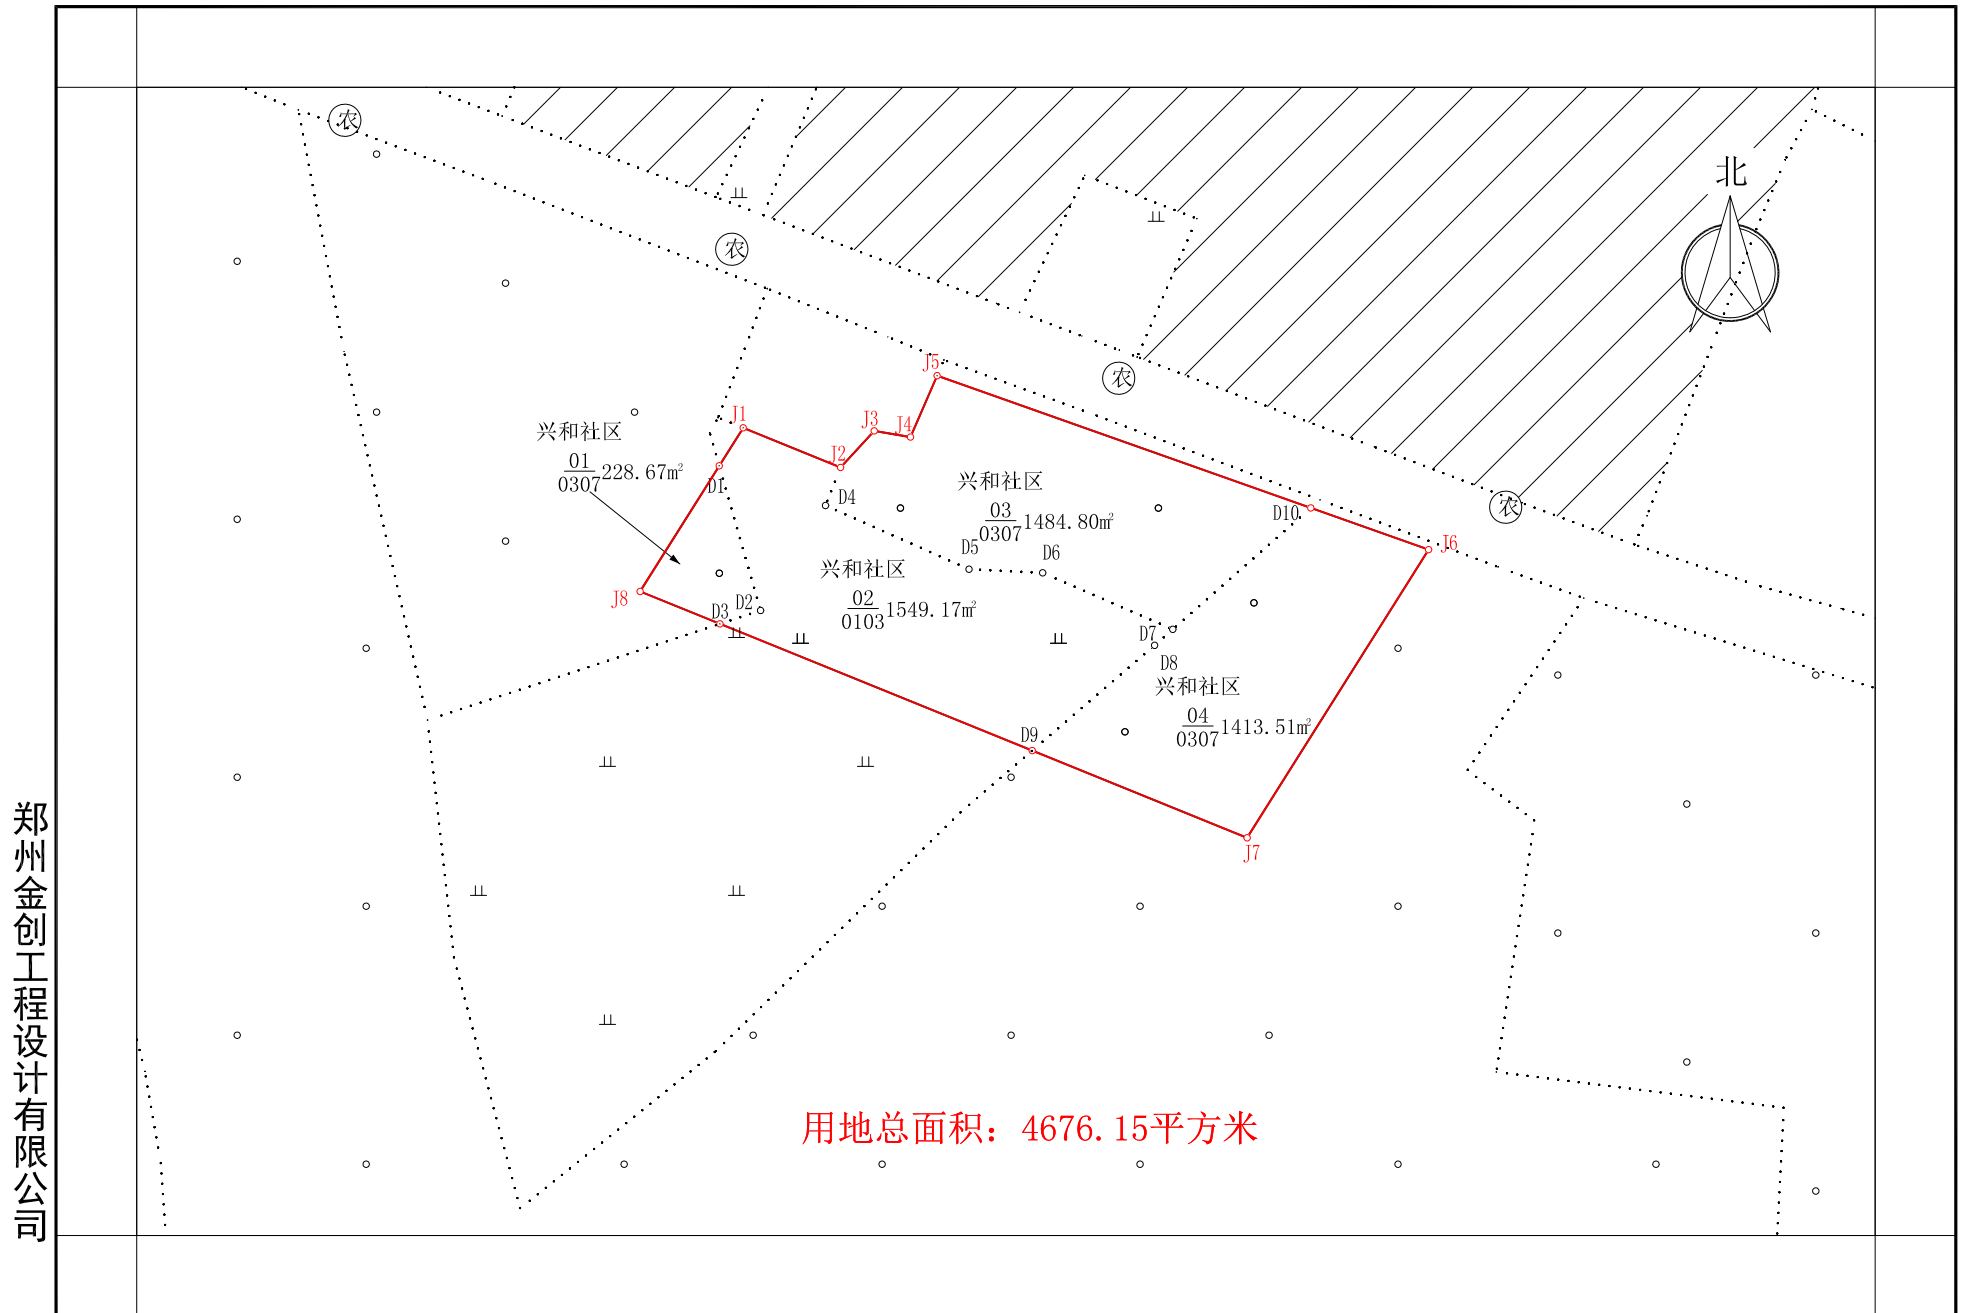 农
北
农
J5
农
J1
J3
J4
兴和社区
01
0307
228.67m²
J2
D1
D4
兴和社区
03
0307
1484.80m²
D10
农
J6
D5
D6
兴和社区
02
0103
1549.17m²
J8
D3
D2
D7
D8
兴和社区
04
0307
1413.51m²
D9
J7
用地总面积：4676.15平方米
郑州金创工程设计有限公司